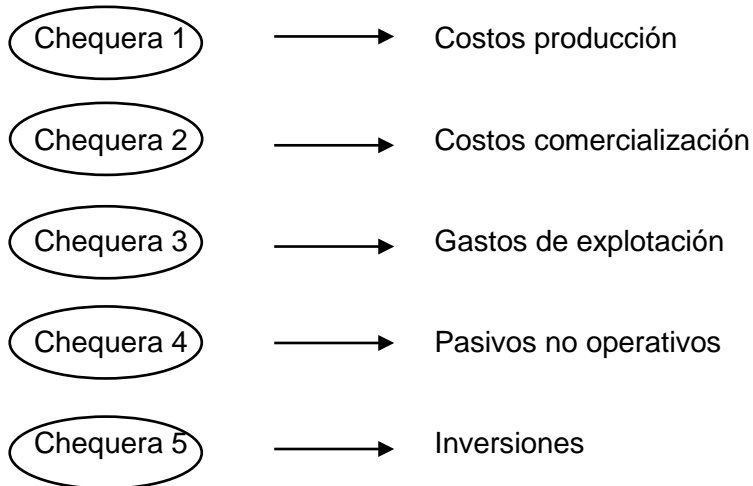 Chequera 1 Costos producción
Chequera 2 Costos comercialización
Chequera 3 Gastos de explotación
Chequera 4 Pasivos no operativos
Chequera 5 Inversiones